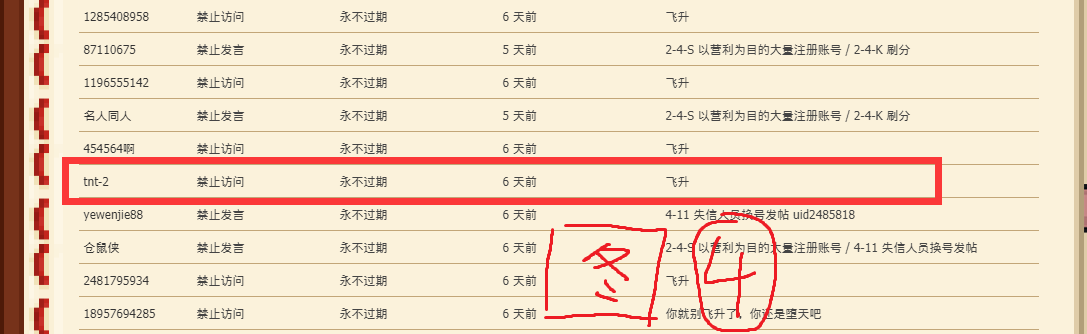 1285408958 禁止访问 永不过期 6 天前 飞升
87110675 禁止发言 永不过期 5 天前 2-4-S 以营利为目的大量注册账号 / 2-4-K 刷分
1196555142 禁止访问 永不过期 6 天前 飞升
名人同人 禁止发言 永不过期 5 天前 2-4-S 以营利为目的大量注册账号 / 2-4-K 刷分
454564啊 禁止访问 永不过期 6 天前 飞升
tnt-2 禁止访问 永不过期 6 天前 飞升
yewenjie88 禁止发言 永不过期 6 天前 4-11 失信人员换号发帖 uid2485818
仓鼠侠 禁止发言 永不过期 6 天前 2-4-S 以营利为目的大量注册账号 / 4-11 失信人员换号发帖
2481795934 禁止访问 永不过期 6 天前 飞升
18957694285 禁止访问 永不过期 6 天前 你就别飞升了，你还是堕天吧
图 4